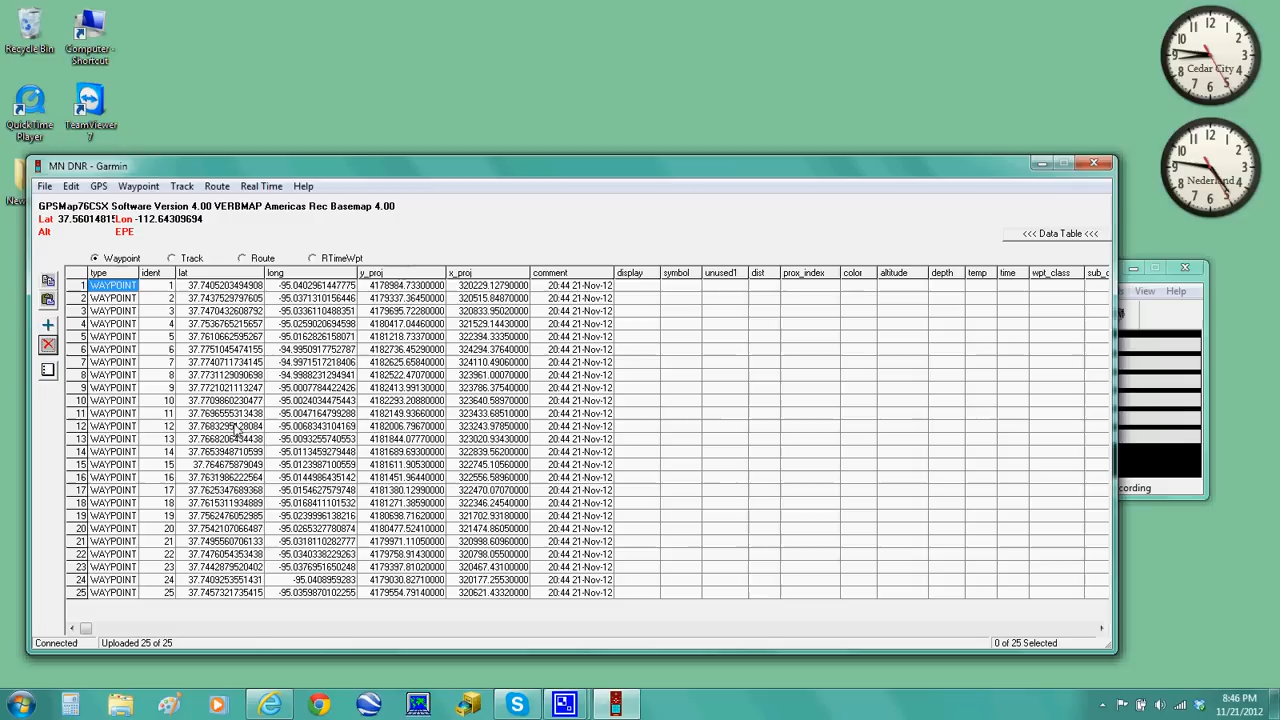 Recycle Bin
Computer - Shortcut
QuickTime Player
TeamViewer 7
Cedar City
Nederland
MN DNR - Garmin
File Edit GPS Waypoint Track Route Real Time Help
GPSMap76CSX Software Version 4.00 VERBMAP Americas Rec Basemap 4.00
Lat 37.5601481 Lon -112.64309694
Alt EPE
<<< Data Table <<<
Waypoint Track Route RTimeWpt
type ident lat long y_proj x_proj comment display symbol unused1 dist prox_index color altitude depth temp time wpt_class sub_c
1 WAYPOINT 1 37.7405203494908 -95.0402961447775 4178984.73300000 320229.12790000 20:44 21-Nov-12
2 WAYPOINT 2 37.7437529797605 -95.0371310156446 4179337.36450000 320515.84870000 20:44 21-Nov-12
3 WAYPOINT 3 37.7470432608792 -95.0336110488351 4179695.72280000 320833.95020000 20:44 21-Nov-12
4 WAYPOINT 4 37.7536765215657 -95.0259020694598 4180417.04460000 321529.14430000 20:44 21-Nov-12
5 WAYPOINT 5 37.7610662595267 -95.0162826158071 4181218.73370000 322394.33350000 20:44 21-Nov-12
6 WAYPOINT 6 37.7751045474155 -94.9950917752787 4182736.45290000 324294.37640000 20:44 21-Nov-12
7 WAYPOINT 7 37.7740711734145 -94.9971517271806 4182625.65840000 324110.49060000 20:44 21-Nov-12
8 WAYPOINT 8 37.7731129090698 -94.9988231294941 4182522.47070000 323961.00070000 20:44 21-Nov-12
9 WAYPOINT 9 37.7721021113247 -95.0007784422426 4182413.99130000 323786.37540000 20:44 21-Nov-12
10 WAYPOINT 10 37.7709860230477 -95.0024034475443 4182293.18380000 323640.58970000 20:44 21-Nov-12
11 WAYPOINT 11 37.7696555313438 -95.0047164799288 4182149.93660000 323433.68510000 20:44 21-Nov-12
12 WAYPOINT 12 -95.0068343104169 4182006.79670000 323243.97850000 20:44 21-Nov-12
13 WAYPOINT 13 -95.0093255740553 4181844.07770000 323020.93430000 20:44 21-Nov-12
14 WAYPOINT 14 37.7653948710599 -95.0113459279448 4181689.04580000 322839.56200000 20:44 21-Nov-12
15 WAYPOINT 15 37.764675879049 -95.0123987100559 4181611.90530000 322745.10560000 20:44 21-Nov-12
16 WAYPOINT 16 37.7631986222564 -95.0144986435142 4181451.96440000 322556.58960000 20:44 21-Nov-12
17 WAYPOINT 17 37.7625347689368 -95.0154627579748 4181380.12990000 322470.07070000 20:44 21-Nov-12
18 WAYPOINT 18 37.7615311934889 -95.0168411101532 4181271.38550000 322346.24540000 20:44 21-Nov-12
19 WAYPOINT 19 37.7562476052985 -95.023999138216 4180698.71620000 321702.93180000 20:44 21-Nov-12
20 WAYPOINT 20 37.7542107066487 -95.0265327780874 4180477.52410000 321474.86050000 20:44 21-Nov-12
21 WAYPOINT 21 37.7495560706133 -95.0318110282777 4179971.11050000 320998.60960000 20:44 21-Nov-12
22 WAYPOINT 22 37.7476054353438 -95.0340338229263 4179758.91430000 320798.05500000 20:44 21-Nov-12
23 WAYPOINT 23 37.7442879520402 -95.0376951650248 4179397.81020000 320467.43100000 20:44 21-Nov-12
24 WAYPOINT 24 37.7409253551431 -95.0408959283 4179030.82710000 320177.25530000 20:44 21-Nov-12
25 WAYPOINT 25 37.7457321735415 -95.0359870102255 4179554.79140000 320621.43320000 20:44 21-Nov-12
Connected Uploaded 25 of 25 0 of 25 Selected
View Help
cording
8:46 PM
11/21/2012